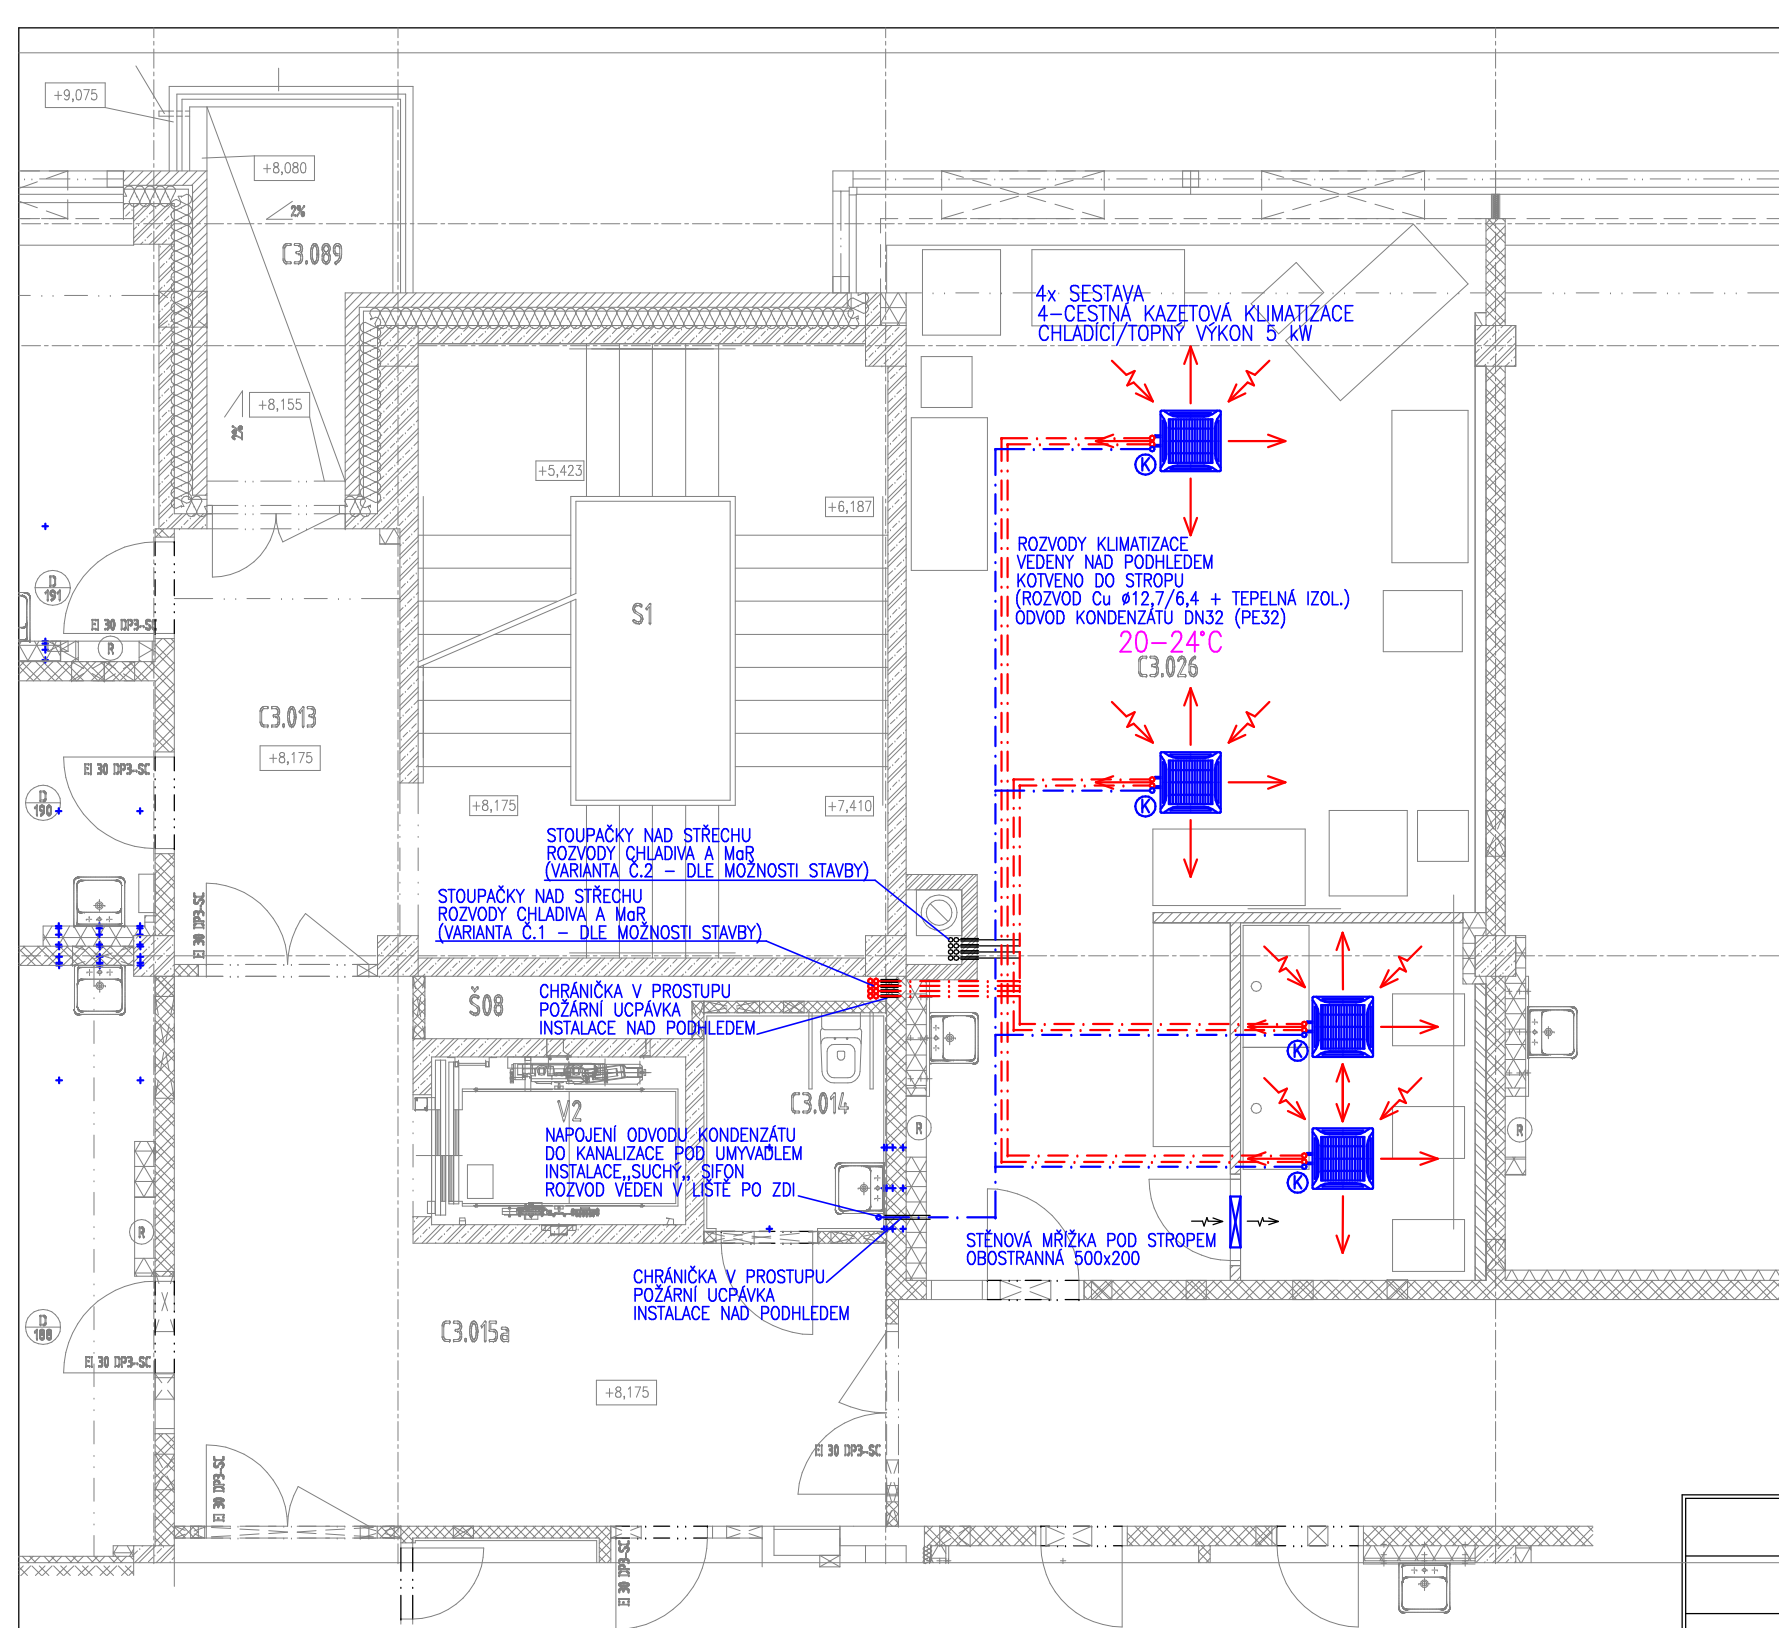 +9,075
+8,080
2%
C3.089
+8,155
2%
4x SESTAVA
4-CESTNÁ KAZETOVÁ KLIMATIZACE
CHLADÍCÍ/TOPNÝ VÝKON 5 kW
+5,423
+6,187
K
ROZVODY KLIMATIZACE
VEDENY NAD PODHLEDEM
KOTVENO DO STROPU
(ROZVOD Cu ø12,7/6,4 + TEPELNÁ IZOL.)
ODVOD KONDENZÁTU DN32 (PE32)
20-24°C
C3.026
D
191
EI 30 DP3-SC
R
S1
C3.013
+8,175
EI 30 DP3-SC
D
190
+8,175
+7,410
K
STOUPAČKY NAD STŘECHU
ROZVODY CHLADIVA A MaR
(VARIANTA Č.2 - DLE MOŽNOSTI STAVBY)
STOUPAČKY NAD STŘECHU
ROZVODY CHLADIVA A MaR
(VARIANTA Č.1 - DLE MOŽNOSTI STAVBY)
EI 30 DP3-SC
CHRÁNIČKA V PROSTUPU
POŽÁRNÍ UCPÁVKA
INSTALACE NAD PODHLEDEM
Š08
K
V2
C3.014
R
R
NAPOJENÍ ODVODU KONDENZÁTU
DO KANALIZACE POD UMYVADLEM
INSTALACE,,SUCHÝ,, SIFON
ROZVOD VEDEN V LIŠTĚ PO ZDI
K
R
STĚNOVÁ MŘÍŽKA POD STROPEM
OBOSTRANNÁ 500x200
CHRÁNIČKA V PROSTUPU
POŽÁRNÍ UCPÁVKA
INSTALACE NAD PODHLEDEM
D
188
EI 30 DP3-SC
C3.015a
+8,175
EI 30 DP3-SC
EI 30 DP3-SC
EI 30 DP3-SC